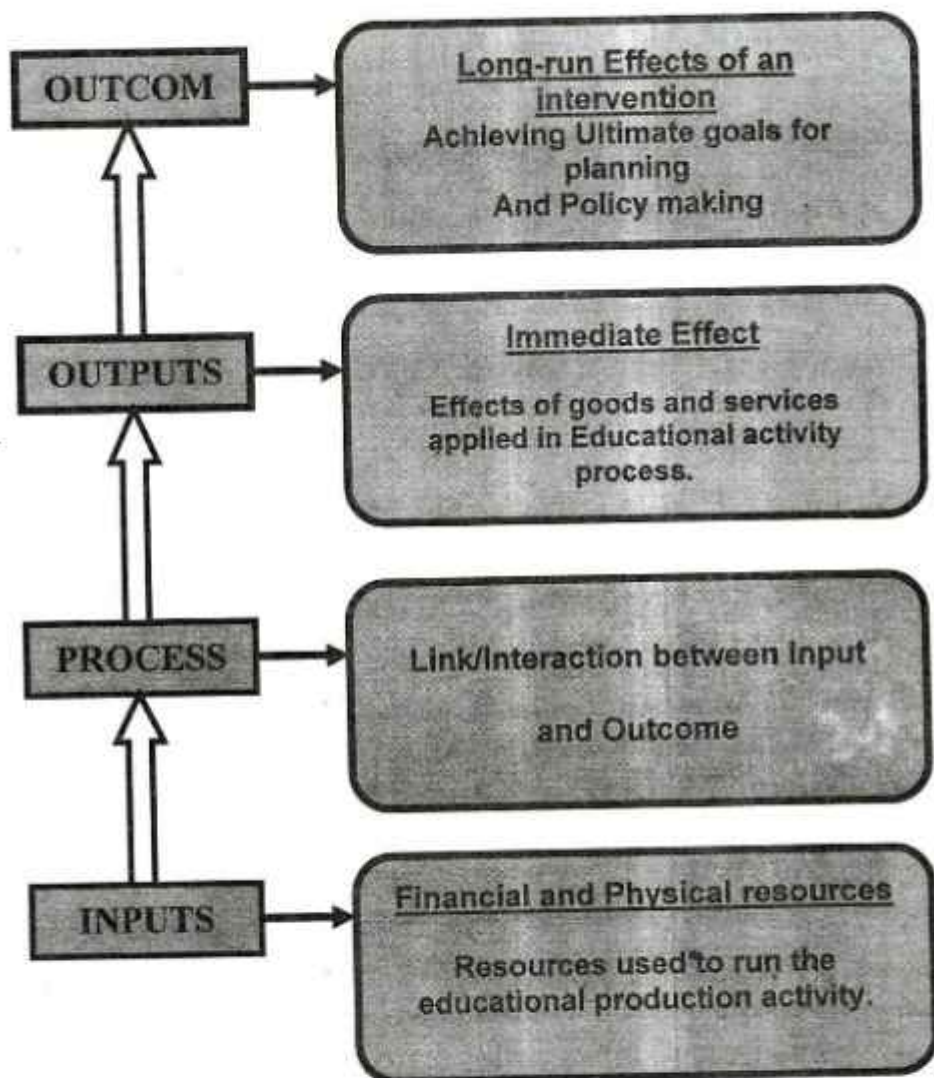 OUTCOM
Long-run Effects of an
intervention
Achieving Ultimate goals for
planning
And Policy making
OUTPUTS
Immediate Effect
Effects of goods and services
applied in Educational activity
process.
PROCESS
Link/Interaction between input
and Outcome
INPUTS
Financial and Physical resources
Resources used to run the
educational production activity.